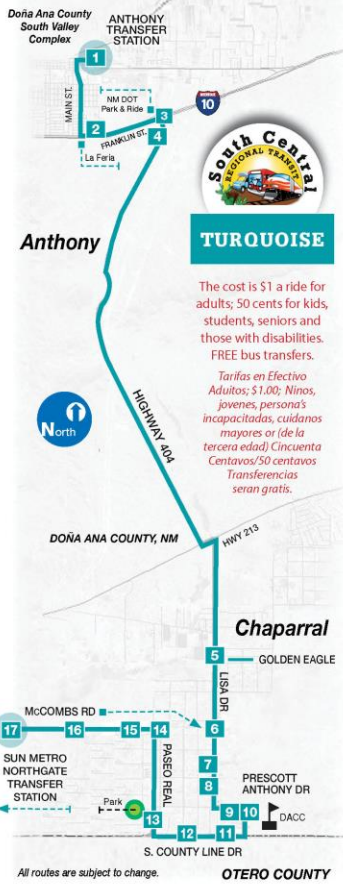 Doña Ana County
South Valley
Complex
ANTHONY
TRANSFER
STATION
1
MAIN ST.
NM DOT
Park & Ride
INTERSTATE
10
3
2
FRANKLIN ST.
4
La Feria
South Central
REGIONAL TRANSIT
Anthony
TURQUOISE
The cost is $1 a ride for
adults; 50 cents for kids,
students, seniors and
those with disabilities.
FREE bus transfers.
Tarifas en Efectivo
Aduitos; $1.00; Ninos,
jovenes, persona's
incapacitadas, cuidanos
mayores or (de la
tercera edad) Cincuenta
Centavos/50 centavos
Transferencias
seran gratis.
North
HIGHWAY 404
DOÑA ANA COUNTY, NM
HWY 213
Chaparral
5
GOLDEN EAGLE
LISA DR
McCOMBS RD
17
16
15
14
6
SUN METRO
NORTHGATE
TRANSFER
STATION
PASEO REAL
7
8
PRESCOTT
ANTHONY DR
Park
9
10
DACC
13
12
11
S. COUNTY LINE DR
All routes are subject to change.
OTERO COUNTY